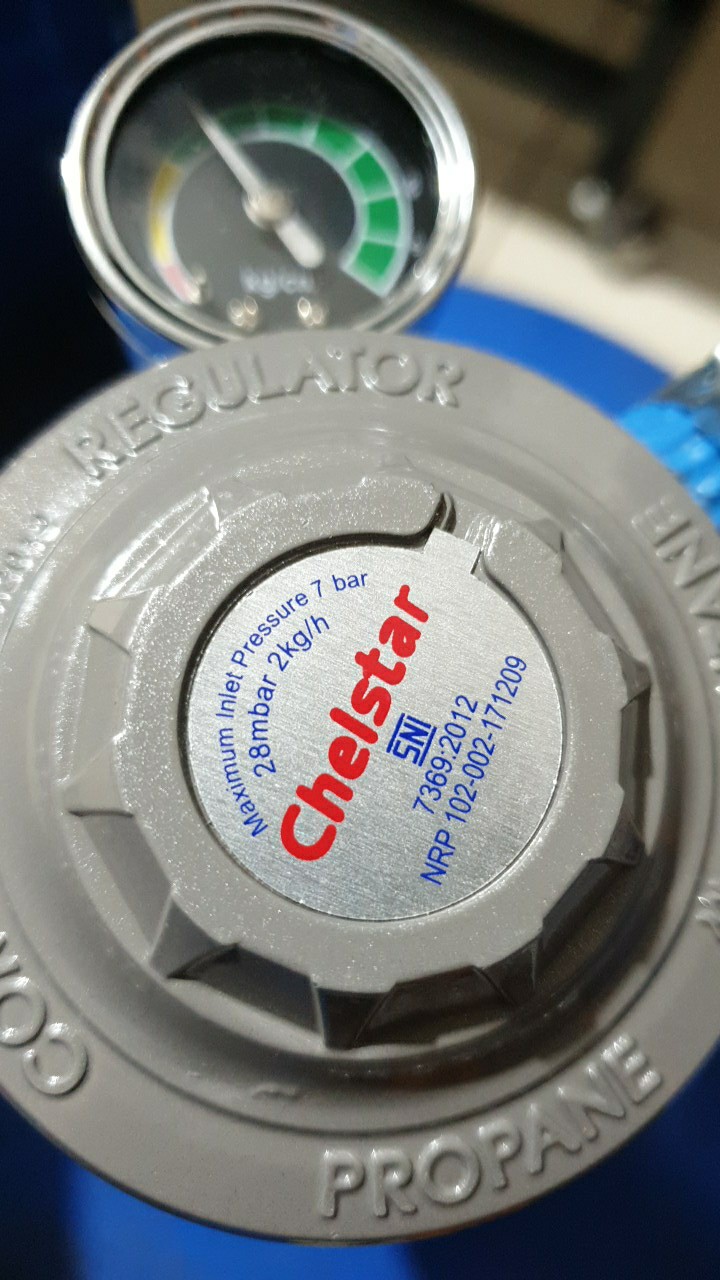 REGULATOR
Maximum Inlet Pressure 7 bar
28mbar 2kg/h
Chelstar
SNI
7369:2012
NRP 102-002-171209
PROPANE